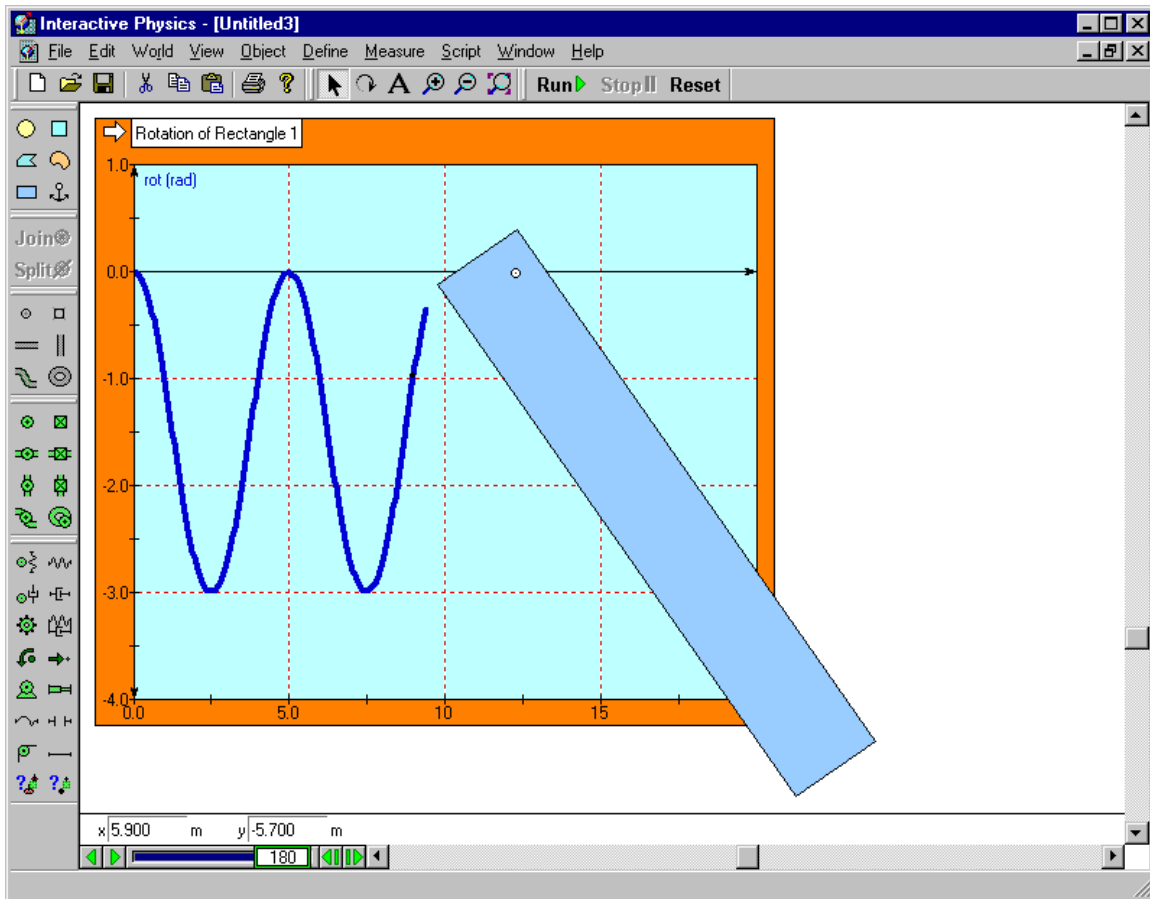 Interactive Physics - [Untitled3]
File Edit World View Object Define Measure Script Window Help
A Run Stop Reset
Rotation of Rectangle 1
Join
Split
rot (rad)
1.0
0.0
-1.0
-2.0
-3.0
-4.0
0.0 5.0 10 15
x 5.900 m y -5.700 m
180